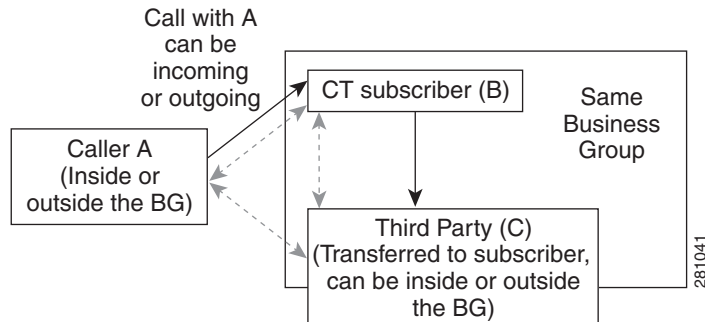 Call with A
can be
incoming
or outgoing
CT subscriber (B)
Same
Business
Group
Caller A
(Inside or
outside the BG)
Third Party (C)
(Transferred to subscriber,
can be inside or outside
the BG)
281041